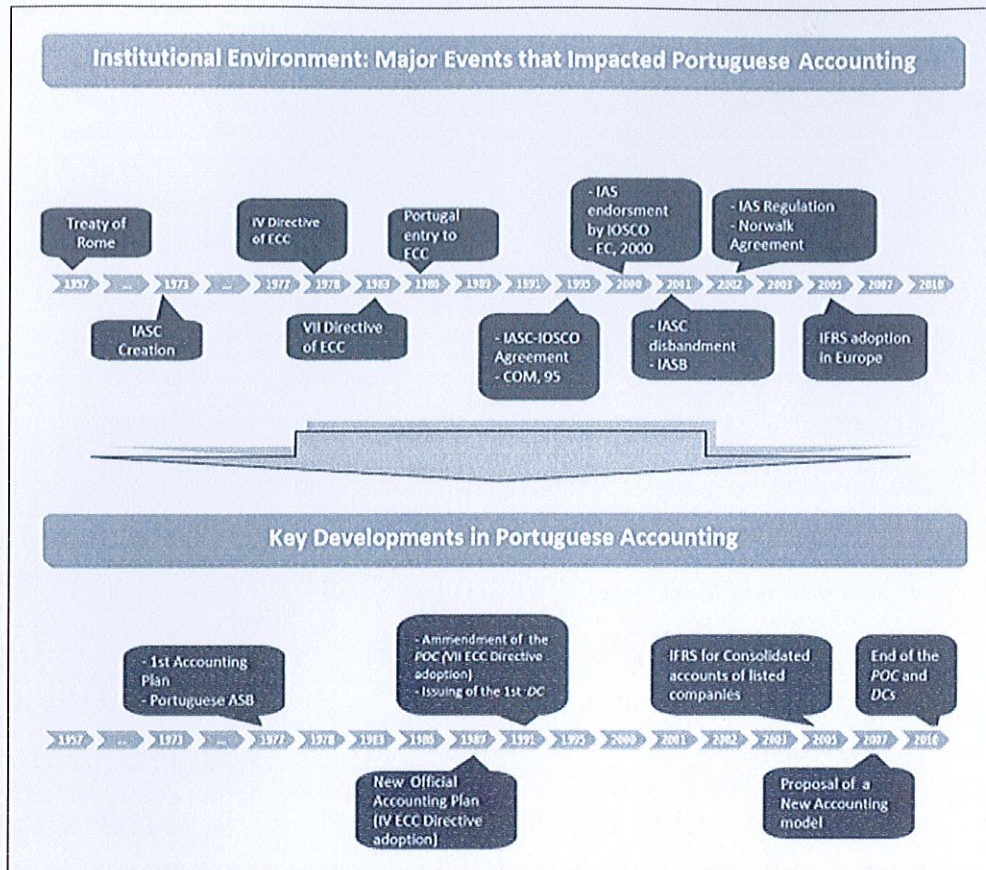 Institutional Environment: Major Events that Impacted Portuguese Accounting
Treaty of
Rome
IV Directive
of ECC
Portugal
entry to
ECC
- IAS
endorsment
by IOSCO
- EC, 2000
- IAS Regulation
- Norwalk
Agreement
1957 ... 1973 ... 1977 1978 1983 1986 1989 1991 1995 2000 2001 2002 2003 2005 2007 2010
IASC
Creation
VII Directive
of ECC
- IASC-IOSCO
Agreement
- COM, 95
- IASC
disbandment
- IASB
IFRS adoption
in Europe
Key Developments in Portuguese Accounting
- 1st Accounting
Plan
- Portuguese ASB
- Ammendment of the
POC (VII ECC Directive
adoption)
- Issuing of the 1st DC
IFRS for Consolidated
accounts of listed
companies
End of the
POC and
DCs
1957 ... 1973 ... 1977 1978 1983 1986 1989 1991 1995 2000 2001 2002 2003 2005 2007 2010
New Official
Accounting Plan
(IV ECC Directive
adoption)
Proposal of a
New Accounting
model